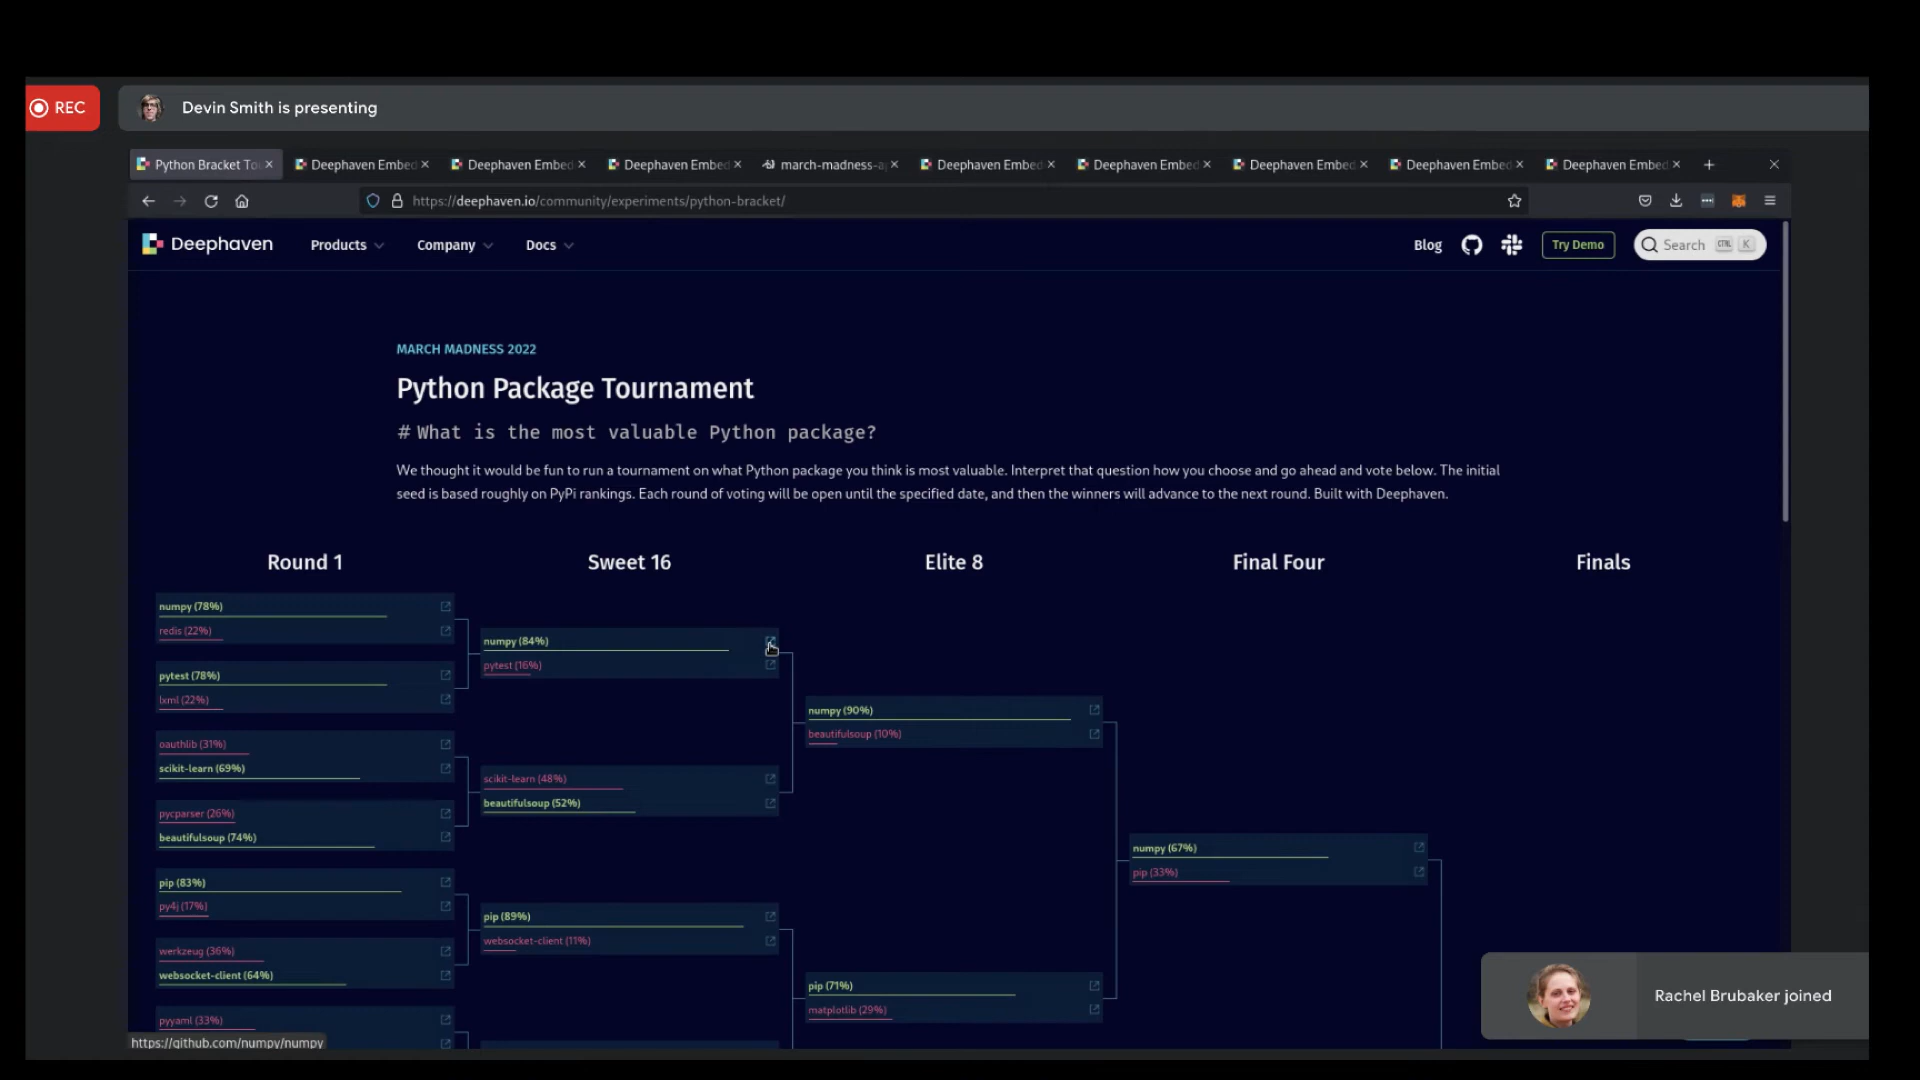 REC
Devin Smith is presenting
Python Bracket To
Deephaven Embed
Deephaven Embed
Deephaven Embed
march-madness-a
Deephaven Embed
Deephaven Embed
Deephaven Embed
Deephaven Embed
Deephaven Embed
https://deephaven.io/community/experiments/python-bracket/
Deephaven Products Company Docs Blog Try Demo Search CTRL K
MARCH MADNESS 2022
Python Package Tournament
# What is the most valuable Python package?
We thought it would be fun to run a tournament on what Python package you think is most valuable. Interpret that question how you choose and go ahead and vote below. The initial
seed is based roughly on PyPi rankings. Each round of voting will be open until the specified date, and then the winners will advance to the next round. Built with Deephaven.
Round 1
numpy (78%)
redis (22%)
pytest (78%)
lxml (22%)
oauthlib (31%)
scikit-learn (69%)
pycparser (26%)
beautifulsoup (74%)
pip (83%)
py4j (17%)
werkzeug (36%)
websocket-client (64%)
pyyaml (33%)
Sweet 16
numpy (84%)
pytest (16%)
scikit-learn (48%)
beautifulsoup (52%)
pip (89%)
websocket-client (11%)
Elite 8
numpy (90%)
beautifulsoup (10%)
pip (71%)
matplotlib (29%)
Final Four
numpy (67%)
pip (33%)
Finals
https://github.com/numpy/numpy
Rachel Brubaker joined